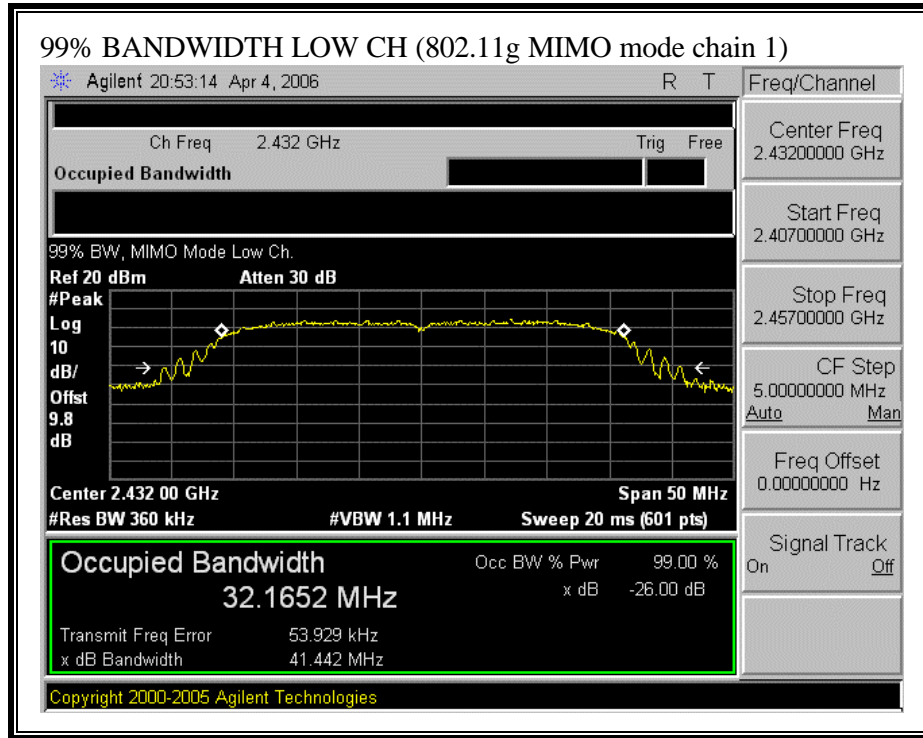 99% BANDWIDTH LOW CH (802.11g MIMO mode chain 1)
Agilent 20:53:14 Apr 4, 2006 R T
Freq/Channel
Ch Freq 2.432 GHz Trig Free
Occupied Bandwidth
Center Freq
2.43200000 GHz
Start Freq
2.40700000 GHz
Stop Freq
2.45700000 GHz
CF Step
5.00000000 MHz
Auto Man
Freq Offset
0.00000000 Hz
Signal Track
On Off
99% BW, MIMO Mode Low Ch.
Ref 20 dBm Atten 30 dB
#Peak
Log
10
dB/
Offst
9.8
dB
Center 2.432 00 GHz Span 50 MHz
#Res BW 360 kHz #VBW 1.1 MHz Sweep 20 ms (601 pts)
Occupied Bandwidth Occ BW % Pwr 99.00 %
32.1652 MHz x dB -26.00 dB
Transmit Freq Error 53.929 kHz
x dB Bandwidth 41.442 MHz
Copyright 2000-2005 Agilent Technologies